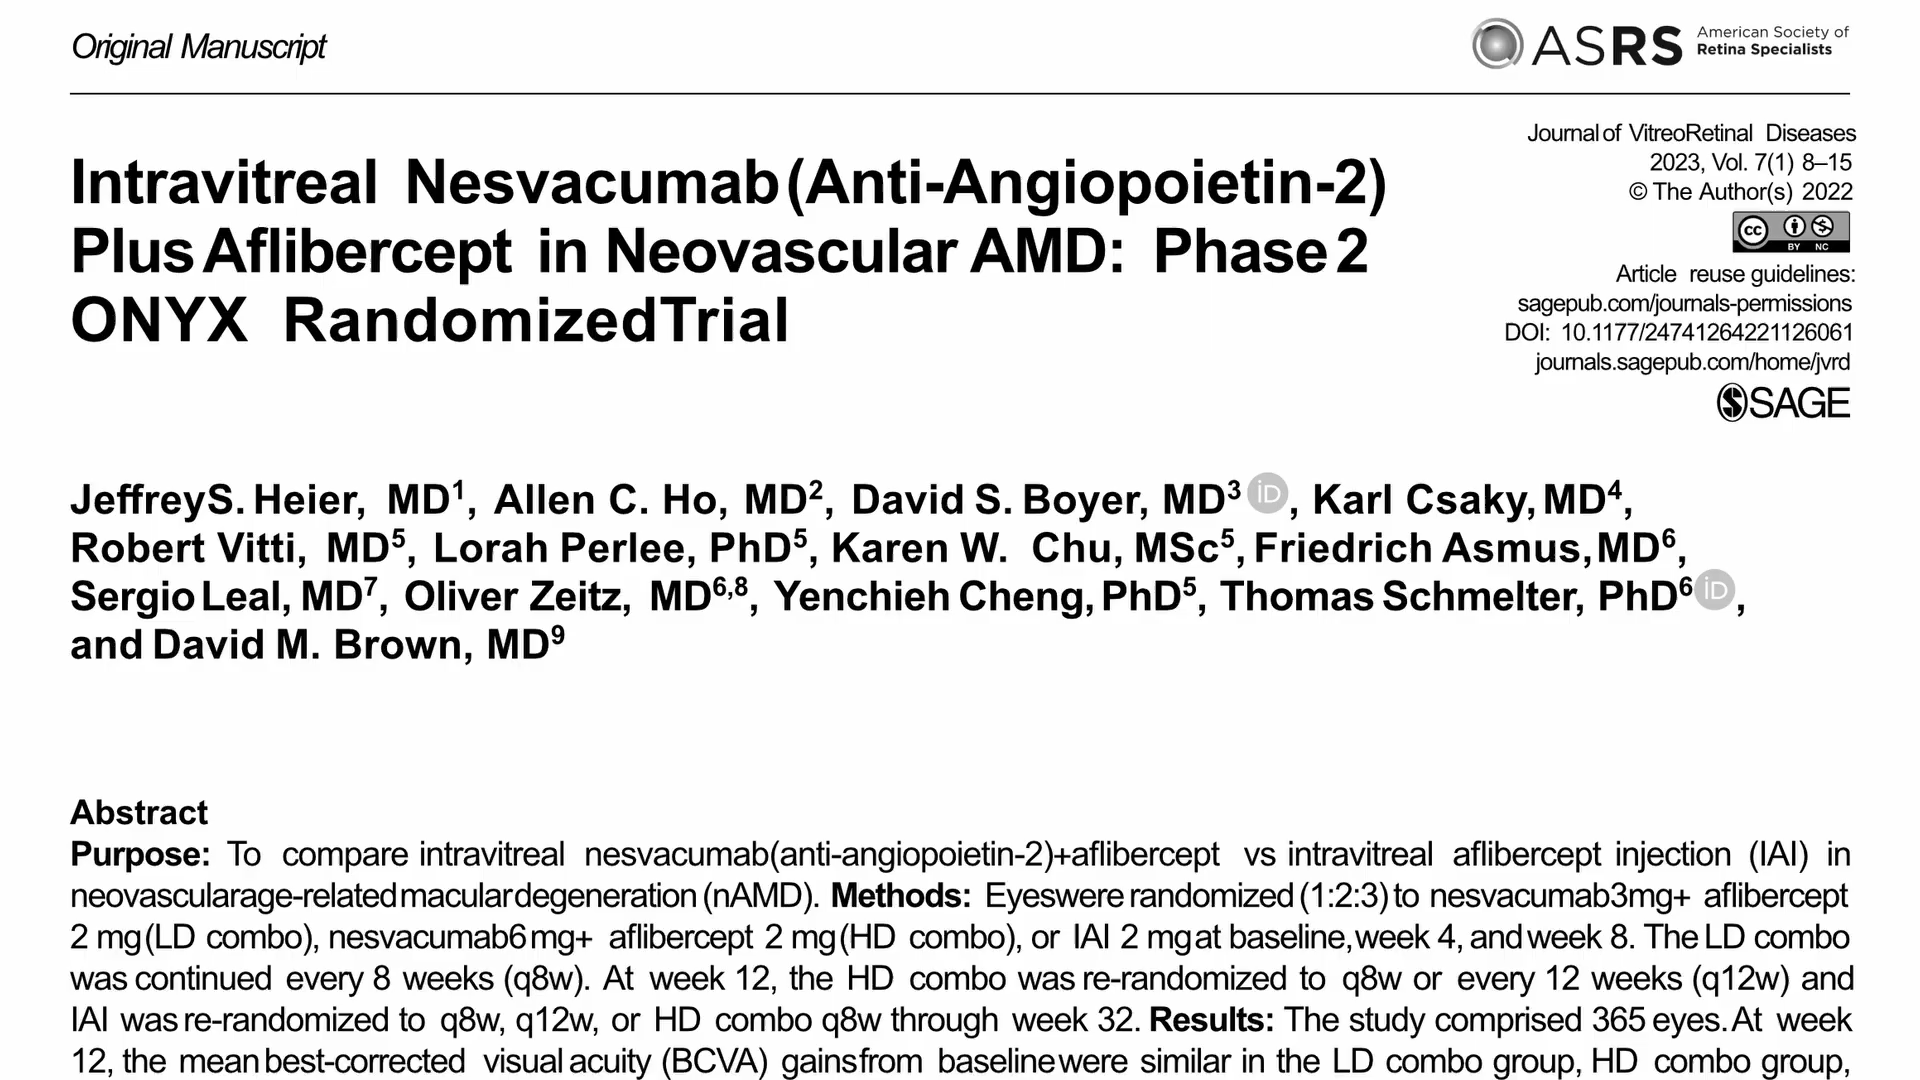 Original Manuscript
ASRS American Society of
Retina Specialists
Journal of VitreoRetinal Diseases
2023, Vol. 7(1) 8–15
© The Author(s) 2022
cc BY NC
Article reuse guidelines:
sagepub.com/journals-permissions
DOI: 10.1177/24741264221126061
journals.sagepub.com/home/jvrd
SAGE
Intravitreal Nesvacumab (Anti-Angiopoietin-2)
Plus Aflibercept in Neovascular AMD: Phase 2
ONYX Randomized Trial
Jeffrey S. Heier, MD1, Allen C. Ho, MD2, David S. Boyer, MD3 iD, Karl Csaky, MD4,
Robert Vitti, MD5, Lorah Perlee, PhD5, Karen W. Chu, MSc5, Friedrich Asmus, MD6,
Sergio Leal, MD7, Oliver Zeitz, MD6,8, Yenchieh Cheng, PhD5, Thomas Schmelter, PhD6 iD,
and David M. Brown, MD9
Abstract
Purpose: To compare intravitreal nesvacumab (anti-angiopoietin-2)+aflibercept vs intravitreal aflibercept injection (IAI) in
neovascular age-related macular degeneration (nAMD). Methods: Eyes were randomized (1:2:3) to nesvacumab 3 mg+ aflibercept
2 mg (LD combo), nesvacumab 6 mg+ aflibercept 2 mg (HD combo), or IAI 2 mg at baseline, week 4, and week 8. The LD combo
was continued every 8 weeks (q8w). At week 12, the HD combo was re-randomized to q8w or every 12 weeks (q12w) and
IAI was re-randomized to q8w, q12w, or HD combo q8w through week 32. Results: The study comprised 365 eyes. At week
12, the mean best-corrected visual acuity (BCVA) gains from baseline were similar in the LD combo group, HD combo group,